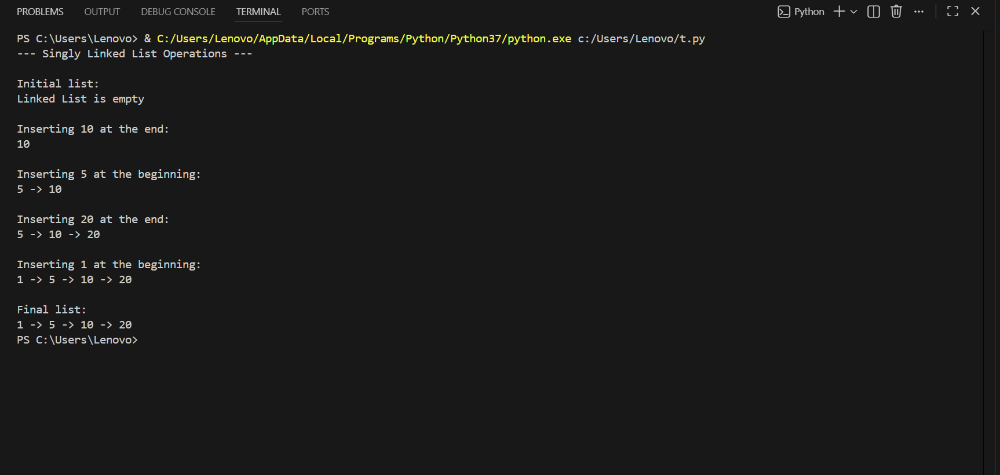 PROBLEMS OUTPUT DEBUG CONSOLE TERMINAL PORTS Python
PS C:\Users\Lenovo> & C:/Users/Lenovo/AppData/Local/Programs/Python/Python37/python.exe c:/Users/Lenovo/t.py
--- Singly Linked List Operations ---
Initial list:
Linked List is empty
Inserting 10 at the end:
10
Inserting 5 at the beginning:
5 -> 10
Inserting 20 at the end:
5 -> 10 -> 20
Inserting 1 at the beginning:
1 -> 5 -> 10 -> 20
Final list:
1 -> 5 -> 10 -> 20
PS C:\Users\Lenovo>